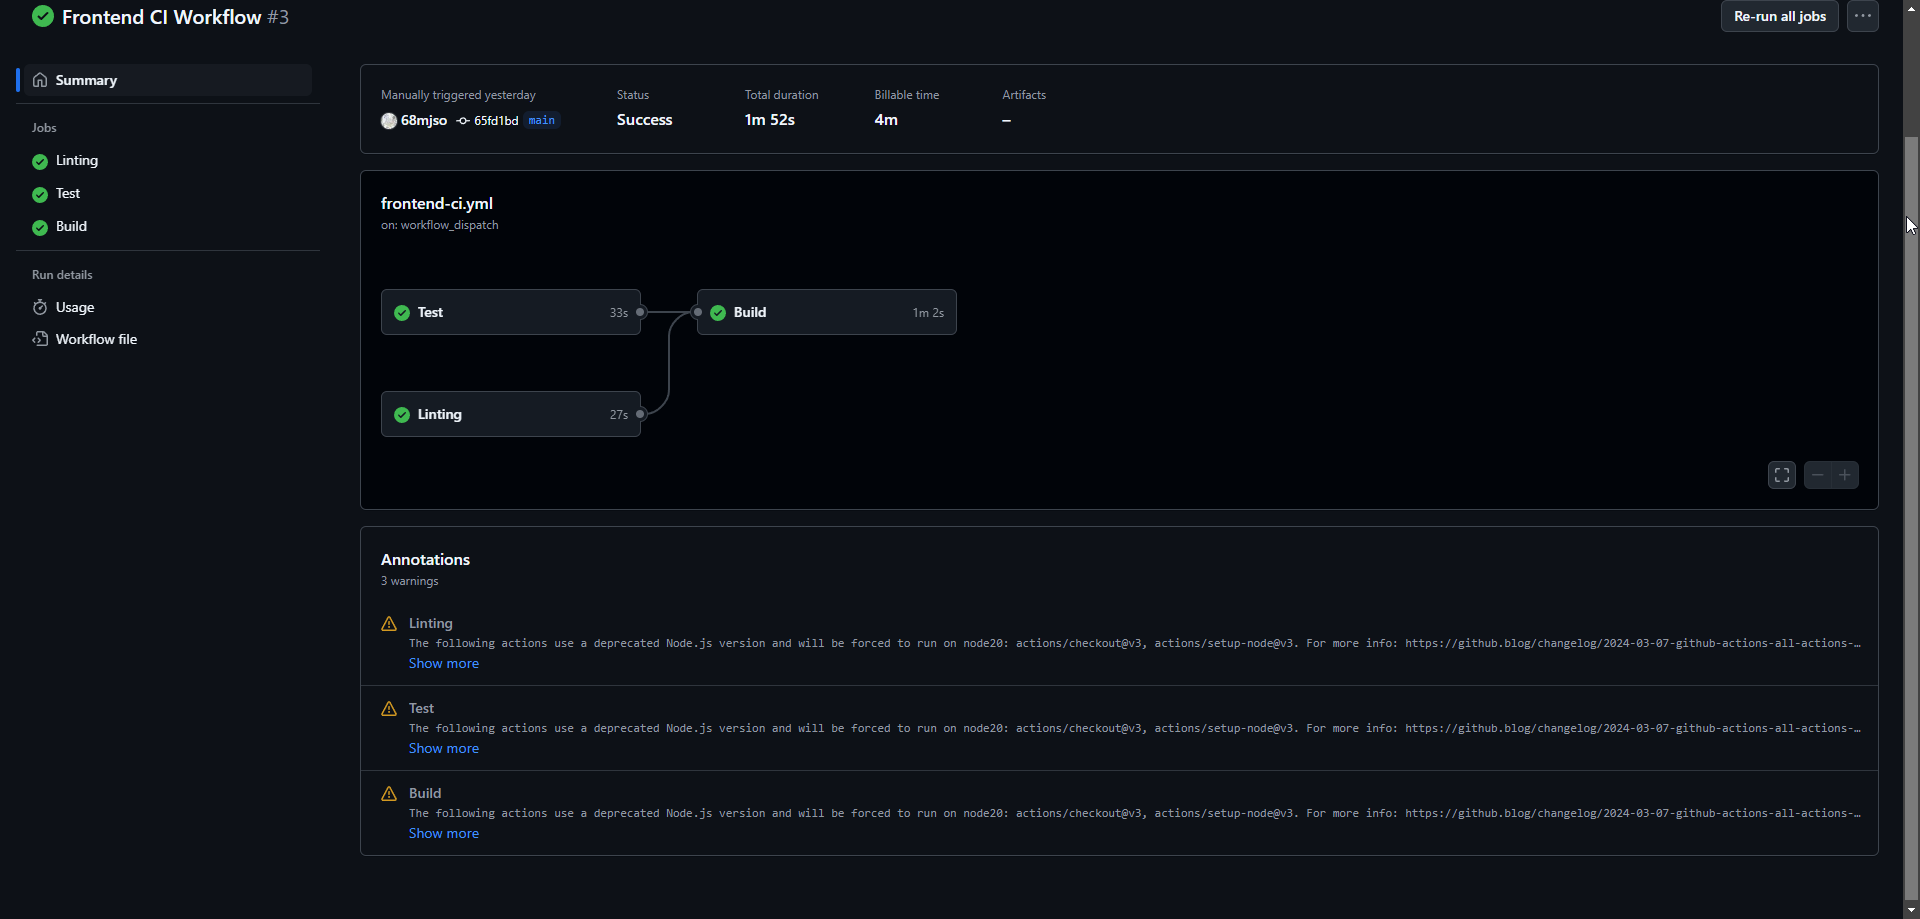 Frontend CI Workflow #3
Re-run all jobs
Summary
Jobs
Linting
Test
Build
Run details
Usage
Workflow file
Manually triggered yesterday
68mjso 65fd1bd main
Status
Success
Total duration
1m 52s
Billable time
4m
Artifacts
–
frontend-ci.yml
on: workflow_dispatch
Test 33s
Build 1m 2s
Linting 27s
Annotations
3 warnings
Linting
The following actions use a deprecated Node.js version and will be forced to run on node20: actions/checkout@v3, actions/setup-node@v3. For more info: https://github.blog/changelog/2024-03-07-github-actions-all-actions-…
Show more
Test
The following actions use a deprecated Node.js version and will be forced to run on node20: actions/checkout@v3, actions/setup-node@v3. For more info: https://github.blog/changelog/2024-03-07-github-actions-all-actions-…
Show more
Build
The following actions use a deprecated Node.js version and will be forced to run on node20: actions/checkout@v3, actions/setup-node@v3. For more info: https://github.blog/changelog/2024-03-07-github-actions-all-actions-…
Show more